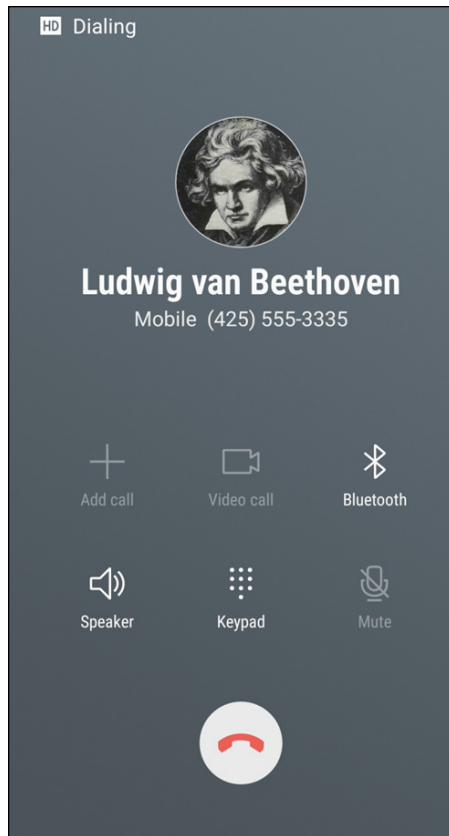 HD Dialing
Ludwig van Beethoven
Mobile (425) 555-3335
Add call Video call Bluetooth
Speaker Keypad Mute